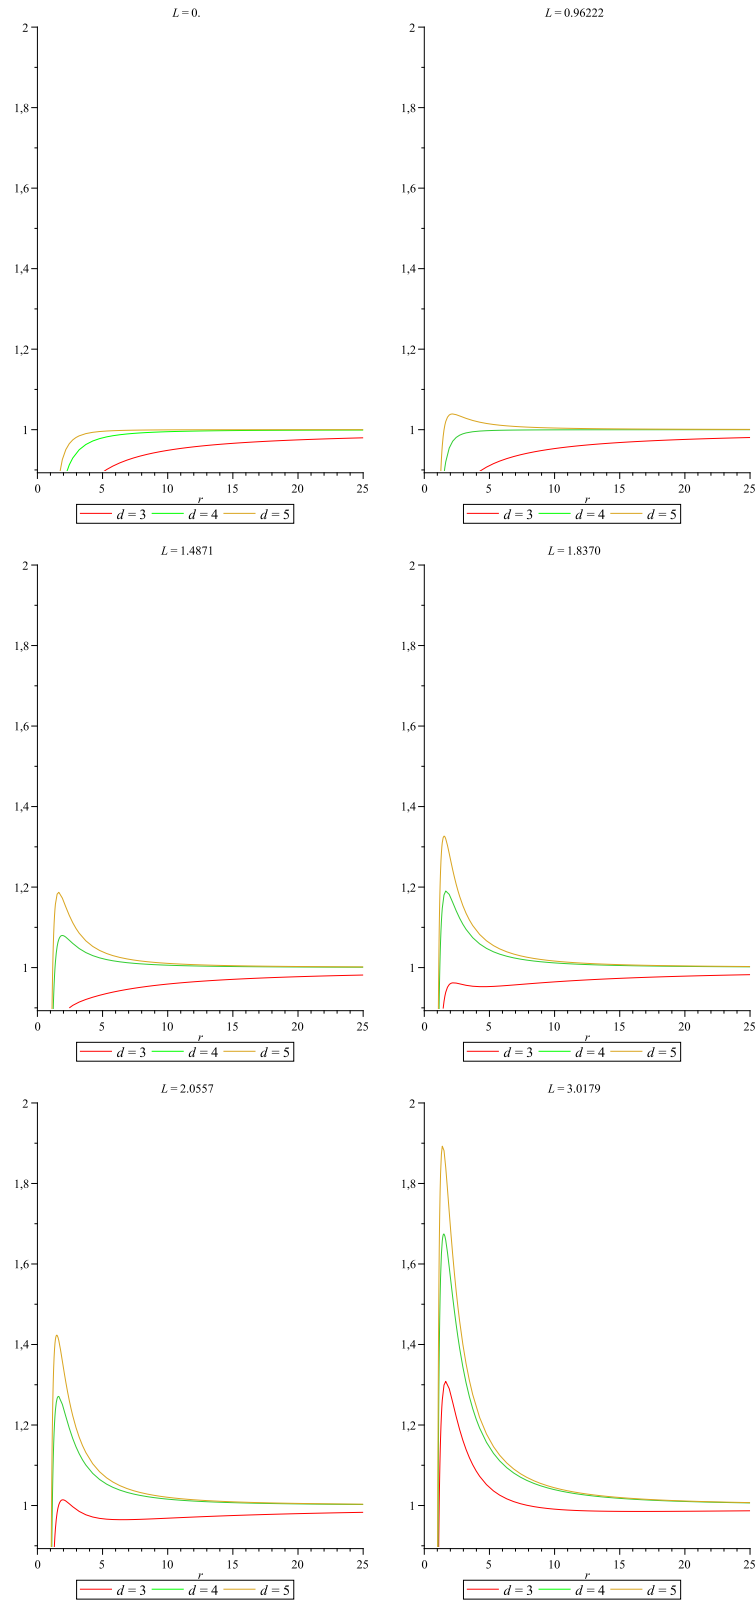 L = 0.
2
1,8
1,6
1,4
1,2
1
0 5 10 15 20 25
r
d = 3 d = 4 d = 5
L = 0.96222
2
1,8
1,6
1,4
1,2
1
0 5 10 15 20 25
r
d = 3 d = 4 d = 5
L = 1.4871
2
1,8
1,6
1,4
1,2
1
0 5 10 15 20 25
r
d = 3 d = 4 d = 5
L = 1.8370
2
1,8
1,6
1,4
1,2
1
0 5 10 15 20 25
r
d = 3 d = 4 d = 5
L = 2.0557
2
1,8
1,6
1,4
1,2
1
0 5 10 15 20 25
r
d = 3 d = 4 d = 5
L = 3.0179
2
1,8
1,6
1,4
1,2
1
0 5 10 15 20 25
r
d = 3 d = 4 d = 5